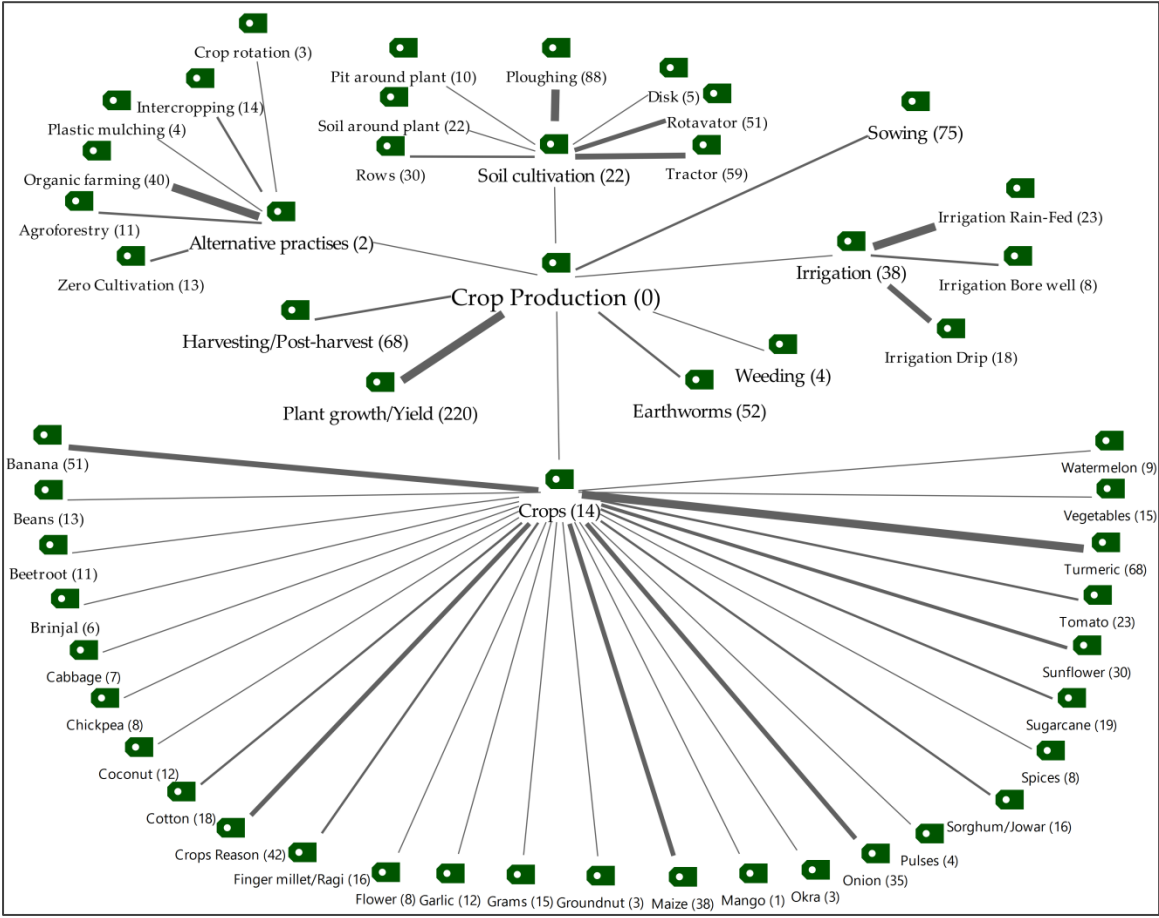 Crop rotation (3)
Pit around plant (10)
Ploughing (88)
Disk (5)
Intercropping (14)
Plastic mulching (4)
Soil around plant (22)
Rotavator (51)
Sowing (75)
Organic farming (40)
Rows (30)
Soil cultivation (22)
Tractor (59)
Agroforestry (11)
Alternative practises (2)
Irrigation Rain-Fed (23)
Zero Cultivation (13)
Irrigation (38)
Irrigation Bore well (8)
Crop Production (0)
Harvesting/Post-harvest (68)
Irrigation Drip (18)
Weeding (4)
Plant growth/Yield (220)
Earthworms (52)
Banana (51)
Watermelon (9)
Beans (13)
Crops (14)
Vegetables (15)
Beetroot (11)
Turmeric (68)
Brinjal (6)
Tomato (23)
Cabbage (7)
Sunflower (30)
Chickpea (8)
Sugarcane (19)
Coconut (12)
Spices (8)
Cotton (18)
Sorghum/Jowar (16)
Crops Reason (42)
Pulses (4)
Finger millet/Ragi (16)
Onion (35)
Flower (8)
Garlic (12)
Grams (15)
Groundnut (3)
Maize (38)
Mango (1)
Okra (3)